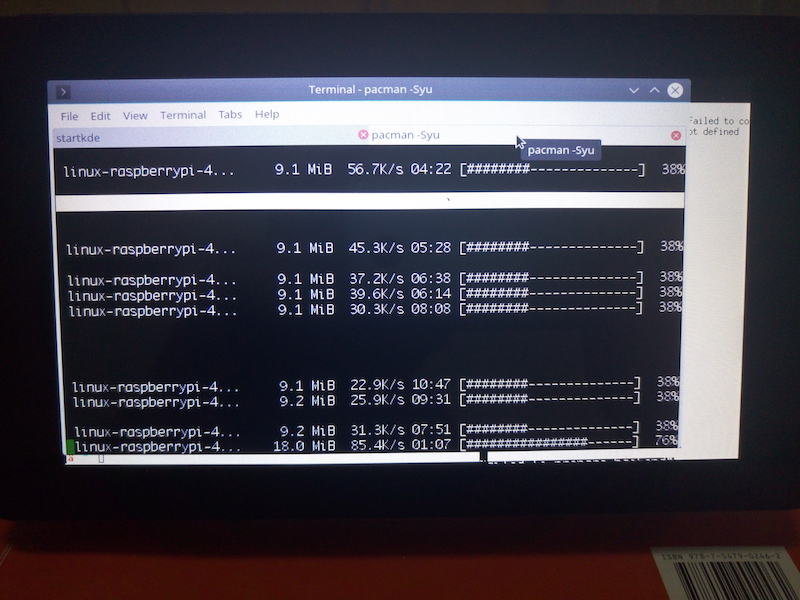 Terminal - pacman -Syu
File Edit View Terminal Tabs Help
Failed to co
ot defined
startkde
pacman -Syu
pacman -Syu
linux-raspberrypi-4... 9.1 MiB 56.7K/s 04:22 [########---------------] 38%
linux-raspberrypi-4... 9.1 MiB 45.3K/s 05:28 [########---------------] 38%
linux-raspberrypi-4... 9.1 MiB 37.2K/s 06:38 [########---------------] 38%
linux-raspberrypi-4... 9.1 MiB 39.6K/s 06:14 [########---------------] 38%
linux-raspberrypi-4... 9.1 MiB 30.3K/s 08:08 [########---------------] 38%
linux-raspberrypi-4... 9.1 MiB 22.9K/s 10:47 [########---------------] 38%
linux-raspberrypi-4... 9.2 MiB 25.9K/s 09:31 [########---------------] 38%
linux-raspberrypi-4... 9.2 MiB 31.3K/s 07:51 [########---------------] 38%
linux-raspberrypi-4... 18.0 MiB 85.4K/s 01:07 [################------] 76%
ISBN 978-7-5479-0246-2